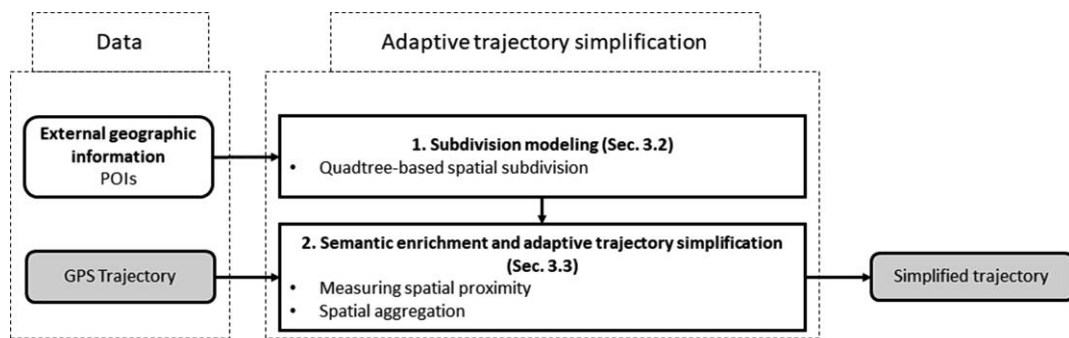 Data
Adaptive trajectory simplification
External geographic
information
POIs
1. Subdivision modeling (Sec. 3.2)
• Quadtree-based spatial subdivision
GPS Trajectory
2. Semantic enrichment and adaptive trajectory simplification
(Sec. 3.3)
• Measuring spatial proximity
• Spatial aggregation
Simplified trajectory